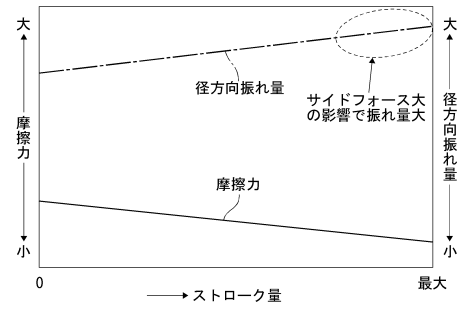 大
摩擦力
小
径方向振れ量
サイドフォース大
の影響で振れ量大
摩擦力
大
径方向振れ量
小
0
最大
ストローク量